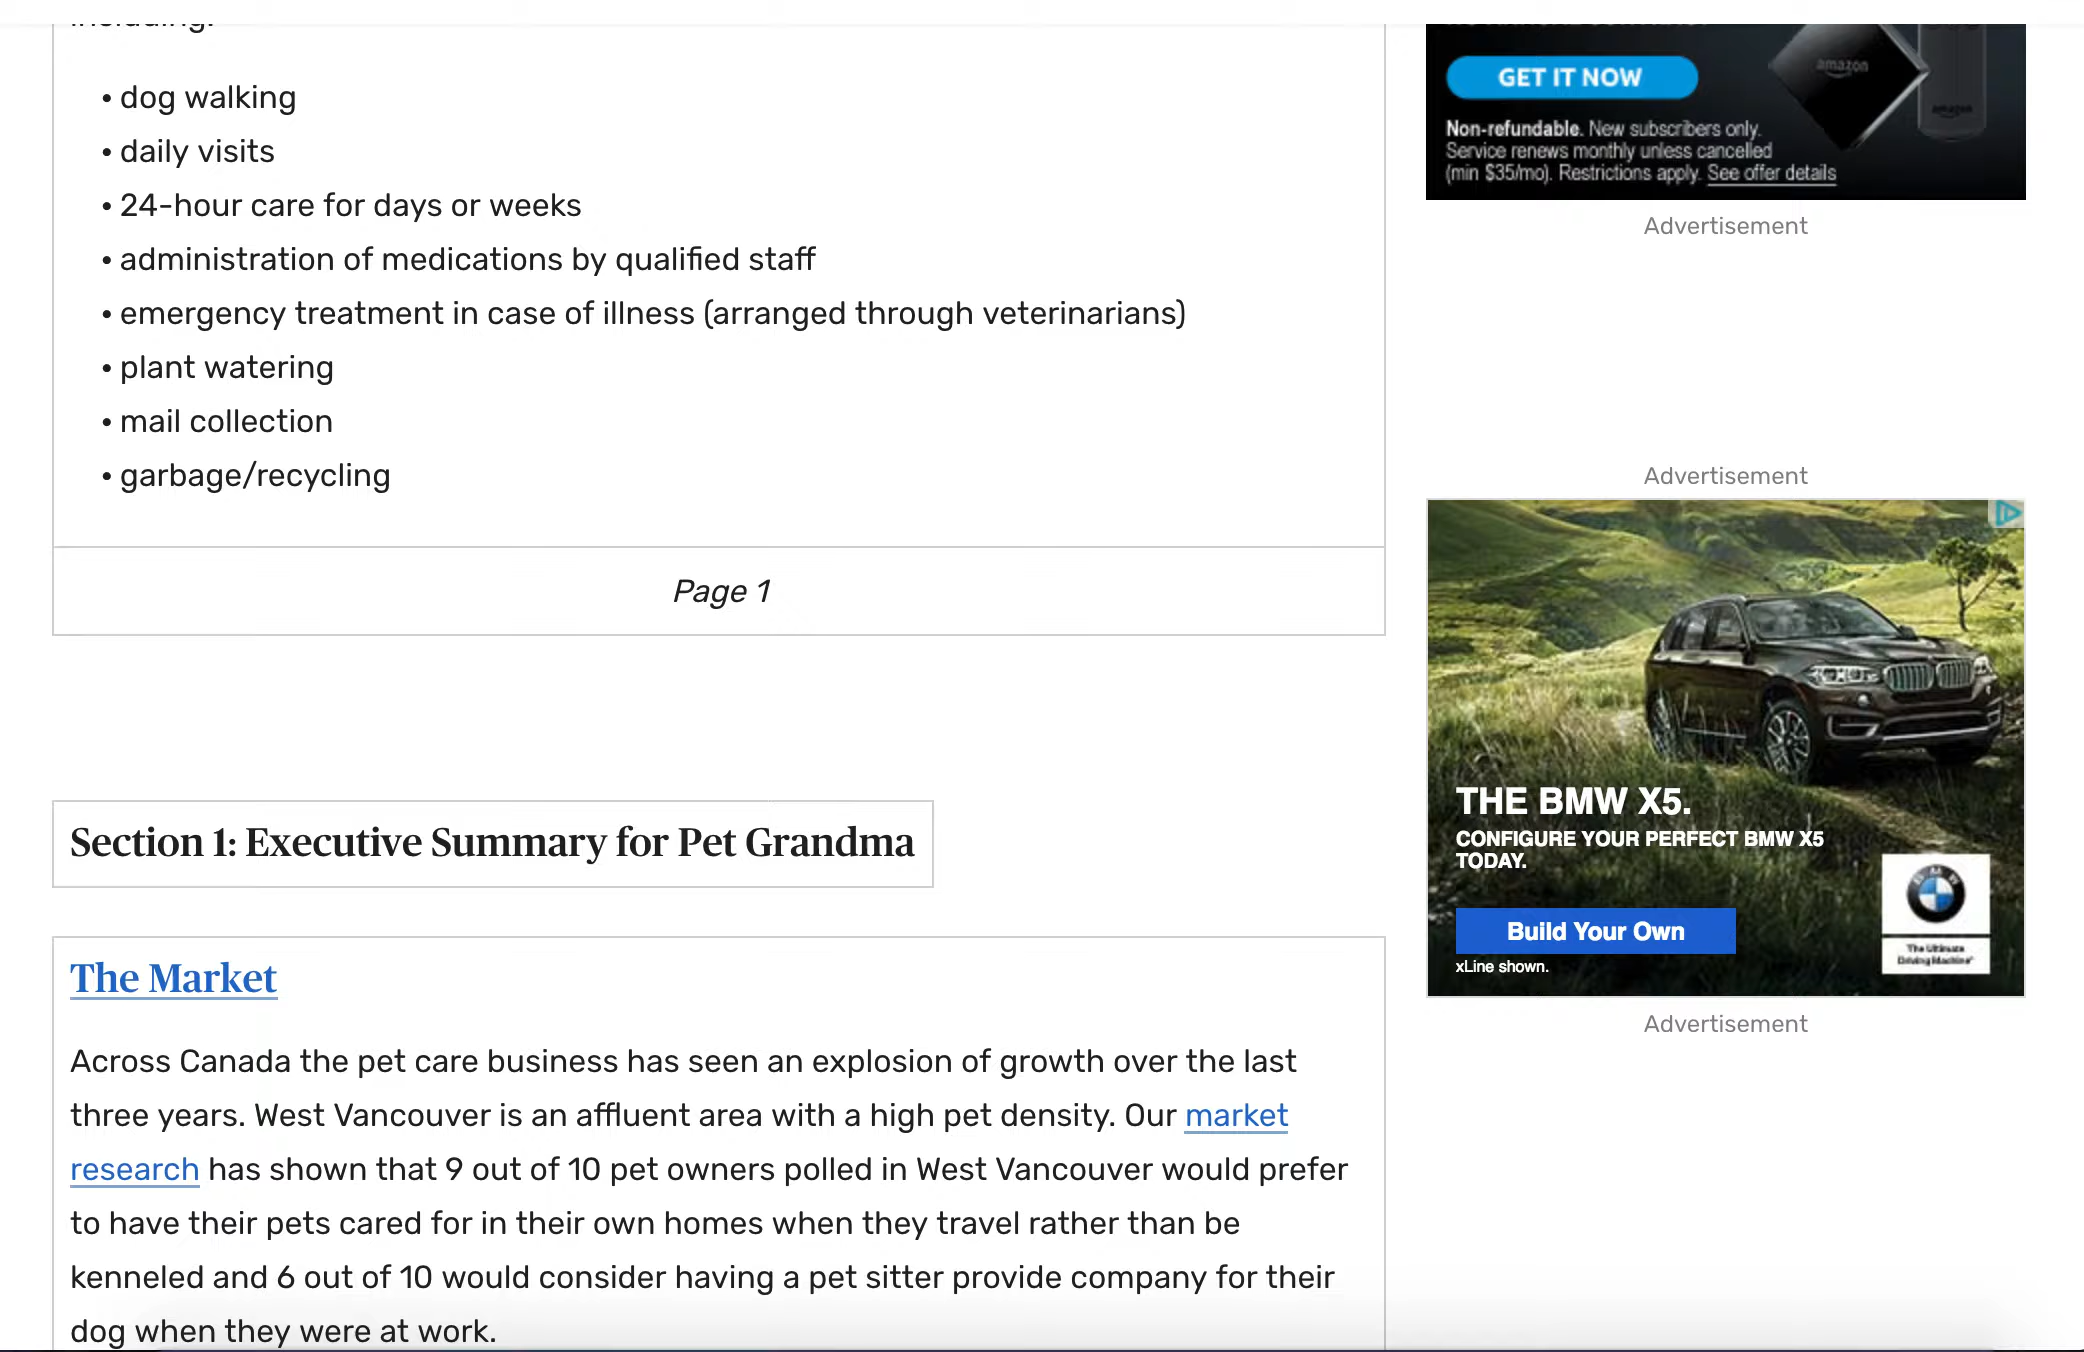 • dog walking
• daily visits
• 24-hour care for days or weeks
• administration of medications by qualified staff
• emergency treatment in case of illness (arranged through veterinarians)
• plant watering
• mail collection
• garbage/recycling
Page 1
Section 1: Executive Summary for Pet Grandma
The Market
Across Canada the pet care business has seen an explosion of growth over the last
three years. West Vancouver is an affluent area with a high pet density. Our market
research has shown that 9 out of 10 pet owners polled in West Vancouver would prefer
to have their pets cared for in their own homes when they travel rather than be
kenneled and 6 out of 10 would consider having a pet sitter provide company for their
dog when they were at work.
GET IT NOW
amazon
amazon
Non-refundable. New subscribers only.
Service renews monthly unless cancelled
(min $35/mo). Restrictions apply. See offer details
Advertisement
Advertisement
THE BMW X5.
CONFIGURE YOUR PERFECT BMW X5
TODAY.
Build Your Own
xLine shown.
The Ultimate
Driving Machine®
Advertisement